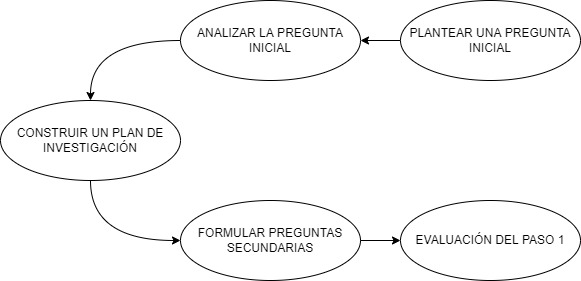 PLANTEAR UNA PREGUNTA
INICIAL
ANALIZAR LA PREGUNTA
INICIAL
CONSTRUIR UN PLAN DE
INVESTIGACIÓN
FORMULAR PREGUNTAS
SECUNDARIAS
EVALUACIÓN DEL PASO 1